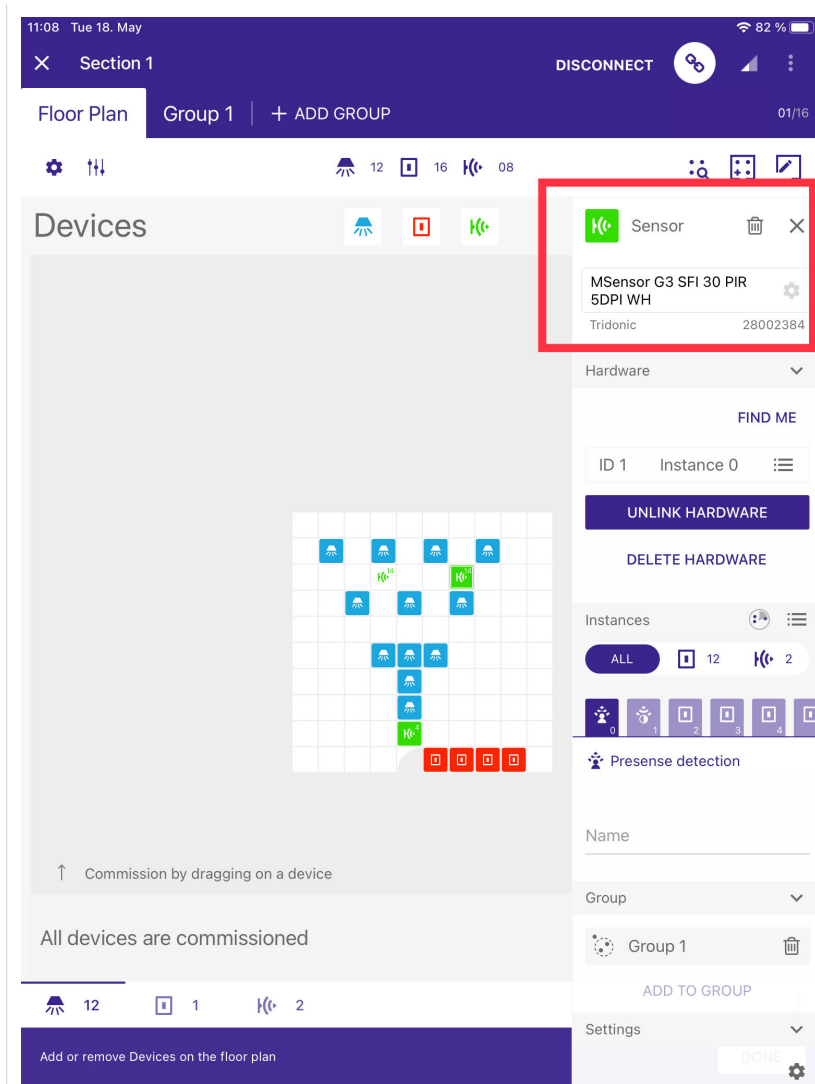 11:08 Tue 18. May
82 %
Section 1
DISCONNECT
Floor Plan
Group 1
+ ADD GROUP
01/16
12
16
08
Devices
Sensor
MSensor G3 SFI 30 PIR
5DPI WH
Tridonic
28002384
Hardware
FIND ME
ID 1
Instance 0
UNLINK HARDWARE
DELETE HARDWARE
Instances
ALL
12
2
0
1
2
3
4
Presense detection
Name
Group
Group 1
ADD TO GROUP
Settings
DONE
14
14
4
↑ Commission by dragging on a device
All devices are commissioned
12
1
2
Add or remove Devices on the floor plan